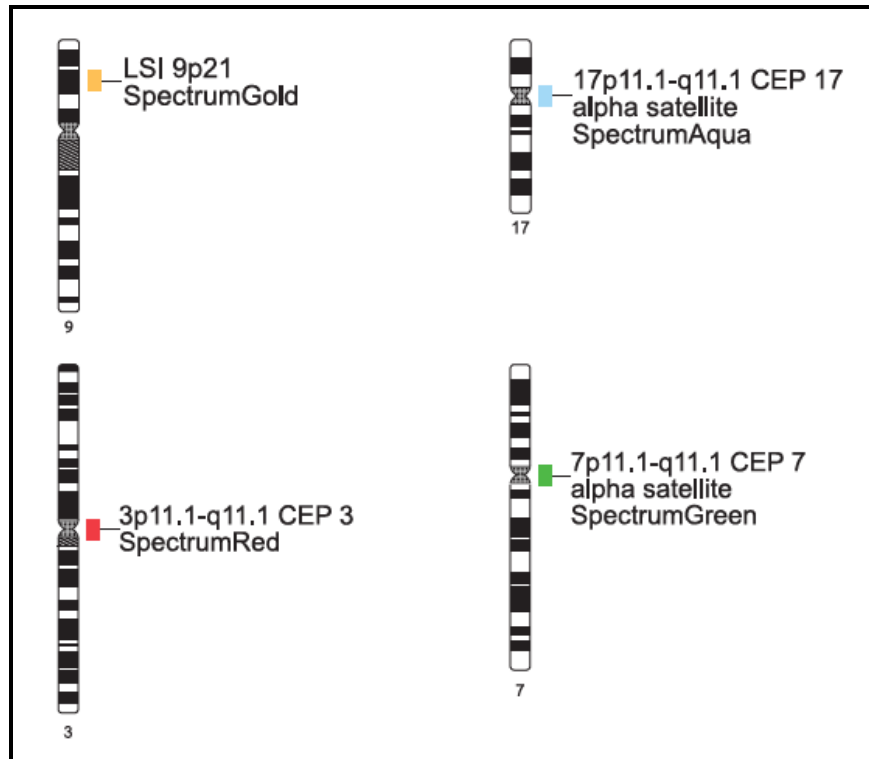 LSI 9p21
SpectrumGold
9
17p11.1-q11.1 CEP 17
alpha satellite
SpectrumAqua
17
3p11.1-q11.1 CEP 3
SpectrumRed
3
7p11.1-q11.1 CEP 7
alpha satellite
SpectrumGreen
7